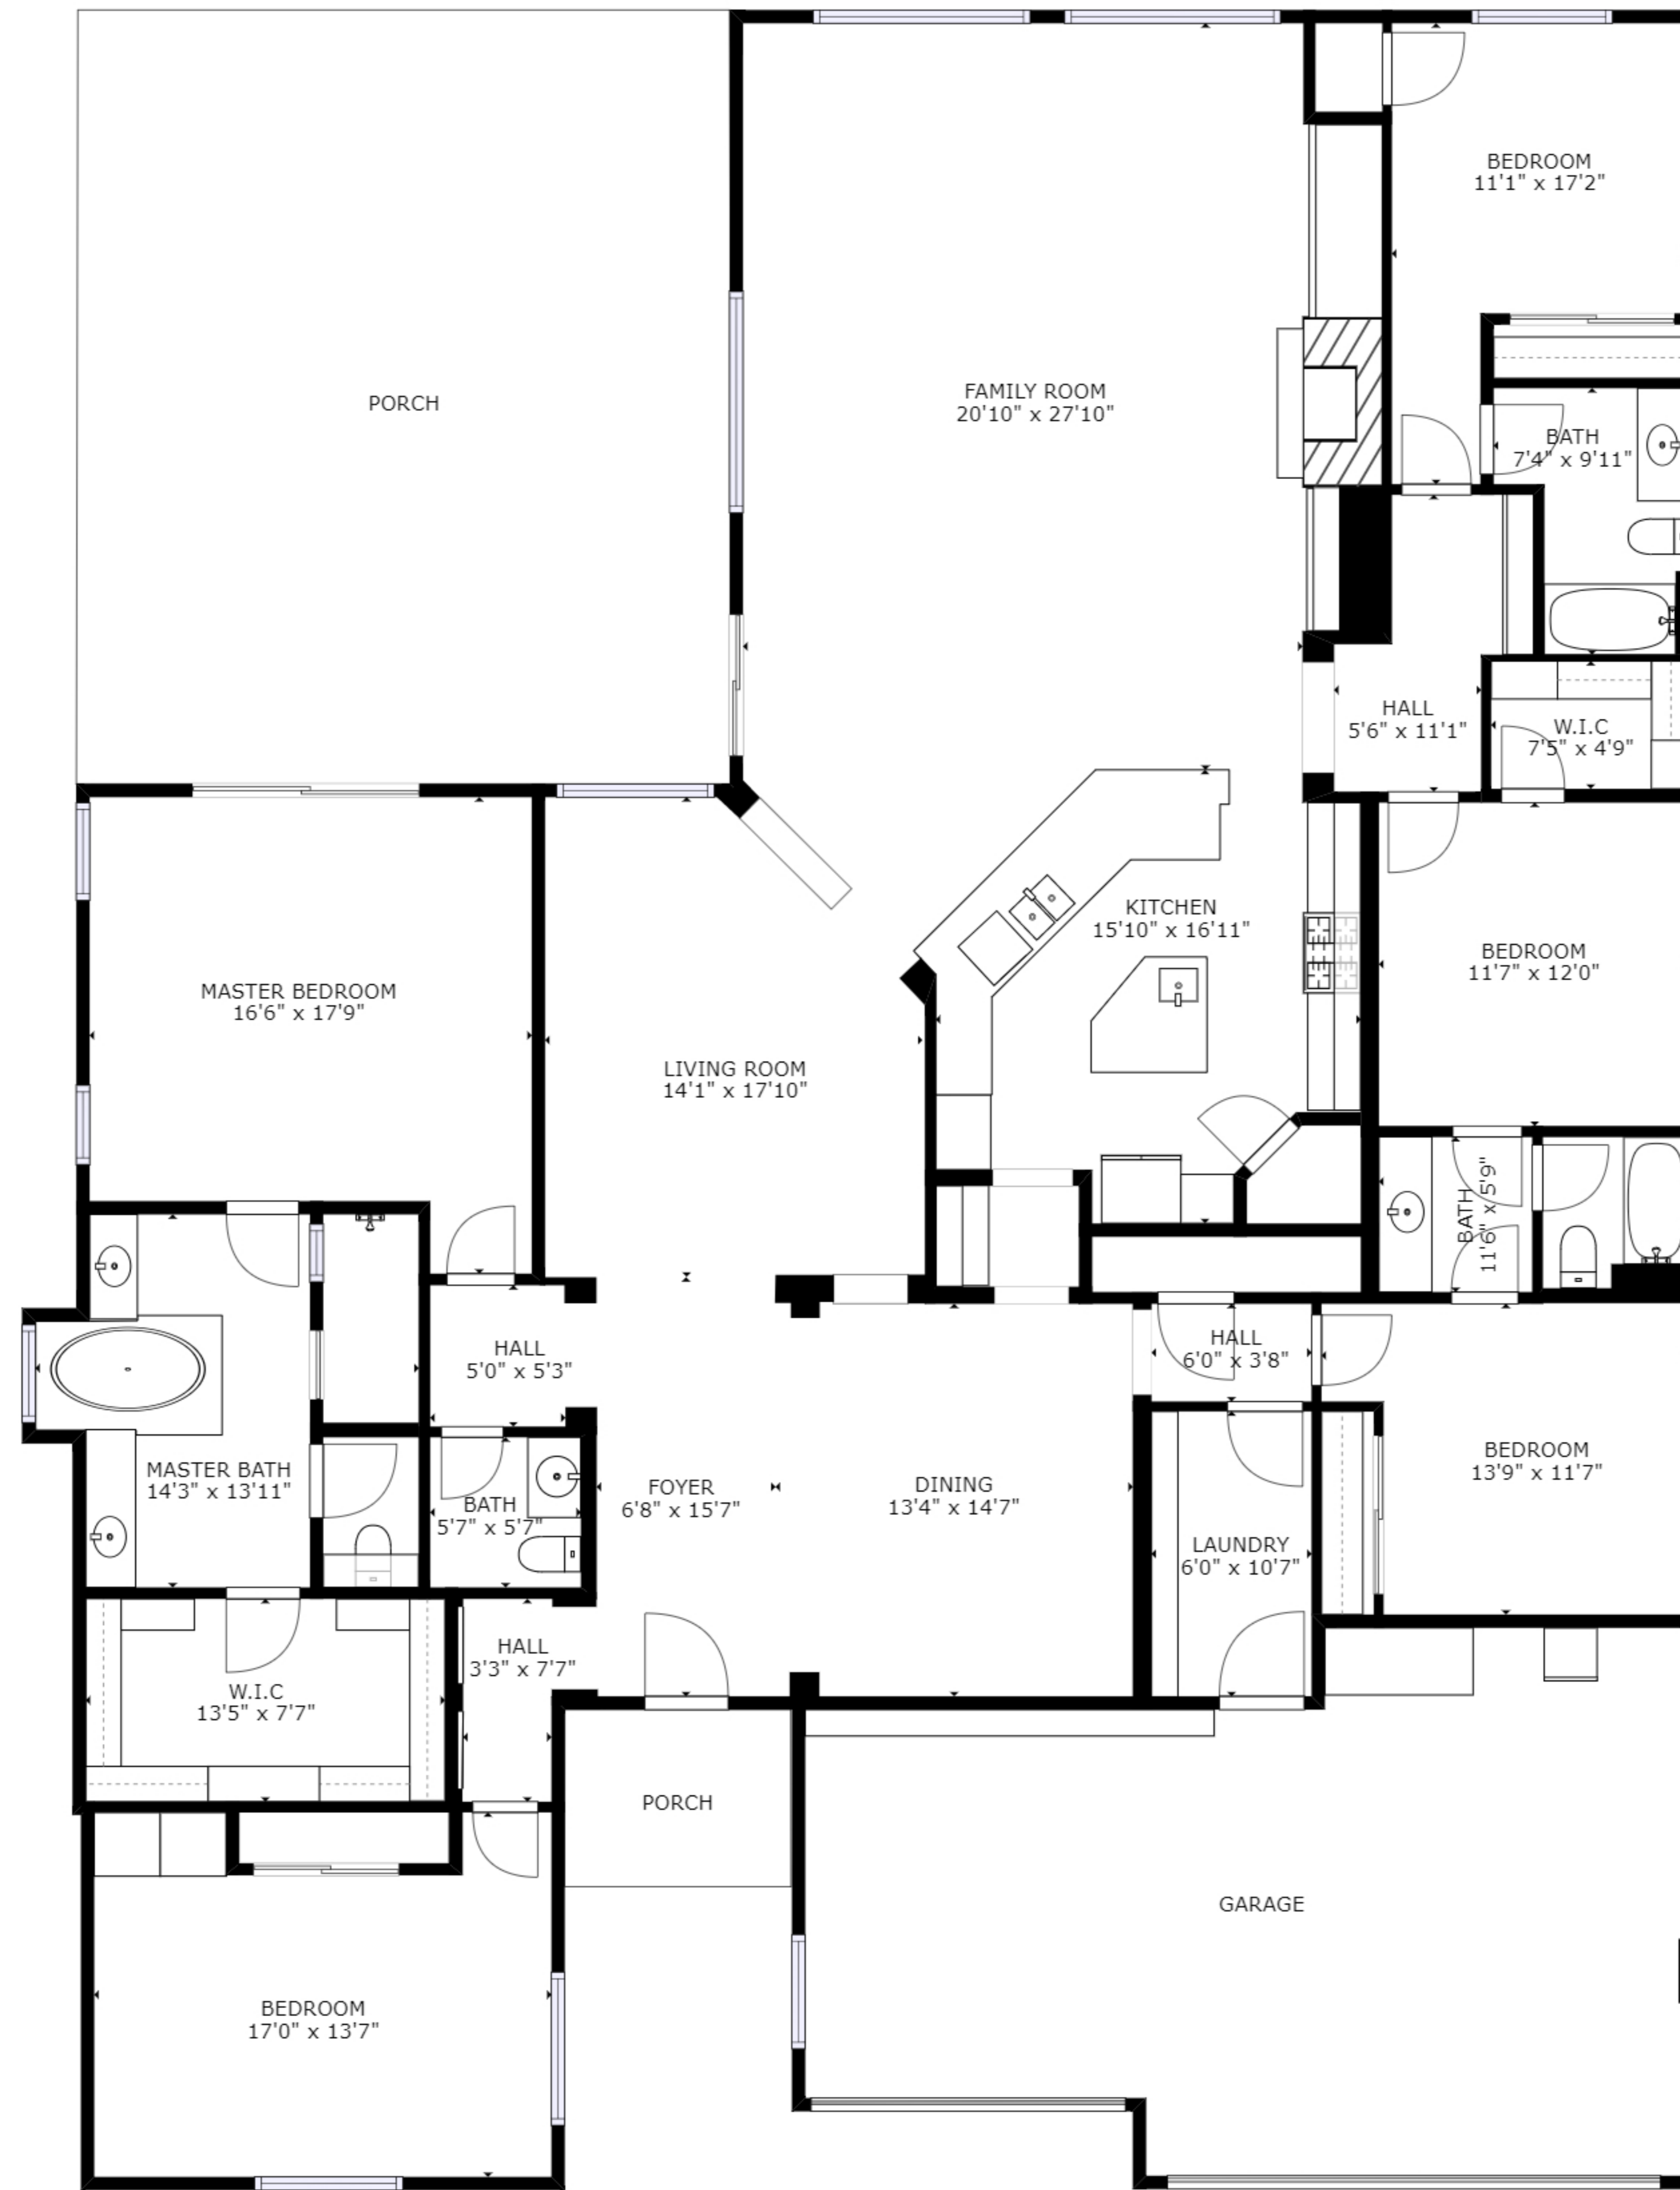 BEDROOM
11'1" x 17'2"
PORCH
FAMILY ROOM
20'10" x 27'10"
BATH
7'4" x 9'11"
HALL
5'6" x 11'1"
W.I.C
7'5" x 4'9"
KITCHEN
15'10" x 16'11"
BEDROOM
11'7" x 12'0"
MASTER BEDROOM
16'6" x 17'9"
LIVING ROOM
14'1" x 17'10"
BATH
11'6" x 5'9"
HALL
5'0" x 5'3"
HALL
6'0" x 3'8"
MASTER BATH
14'3" x 13'11"
BATH
5'7" x 5'7"
FOYER
6'8" x 15'7"
DINING
13'4" x 14'7"
BEDROOM
13'9" x 11'7"
LAUNDRY
6'0" x 10'7"
HALL
3'3" x 7'7"
W.I.C
13'5" x 7'7"
PORCH
GARAGE
BEDROOM
17'0" x 13'7"